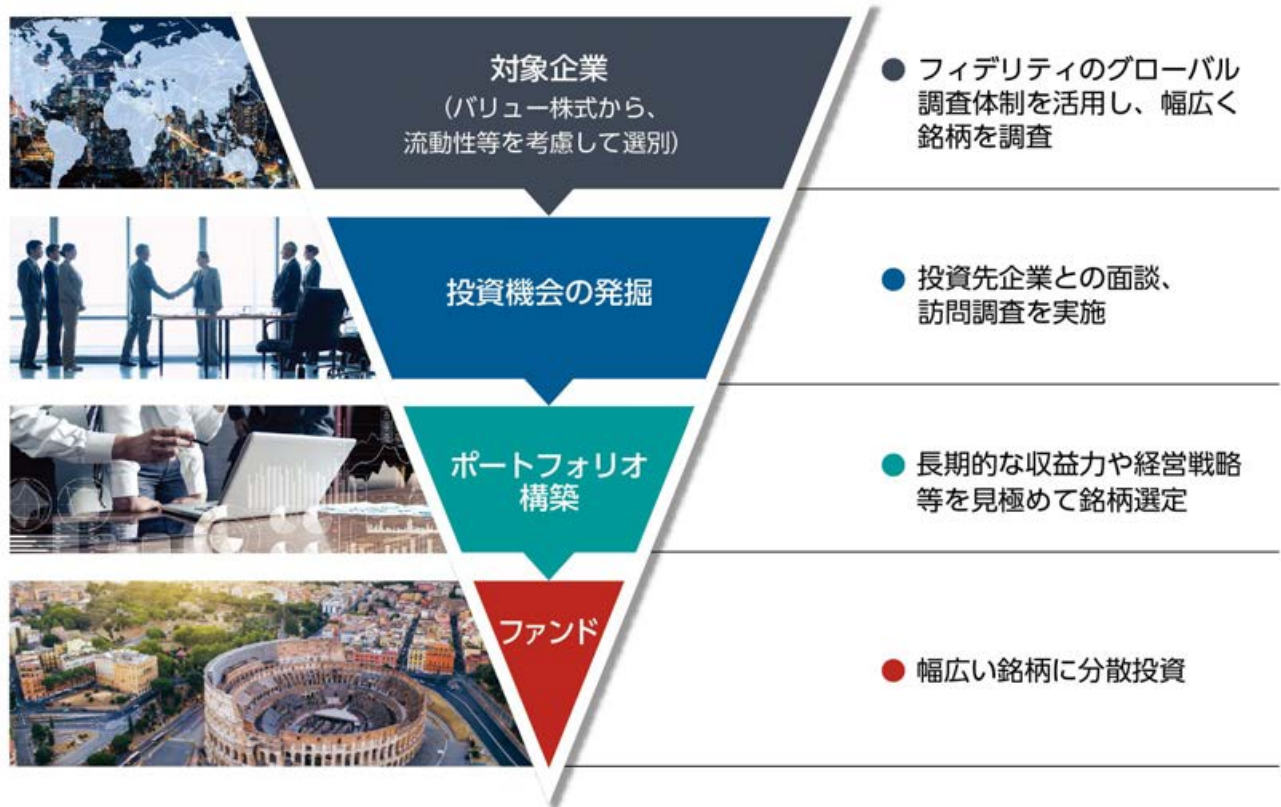 対象企業
（バリュー株式から、
流動性等を考慮して選別）
● フィデリティのグローバル
調査体制を活用し、幅広く
銘柄を調査
投資機会の発掘
● 投資先企業との面談、
訪問調査を実施
ポートフォリオ
構築
● 長期的な収益力や経営戦略
等を見極めて銘柄選定
ファンド
● 幅広い銘柄に分散投資